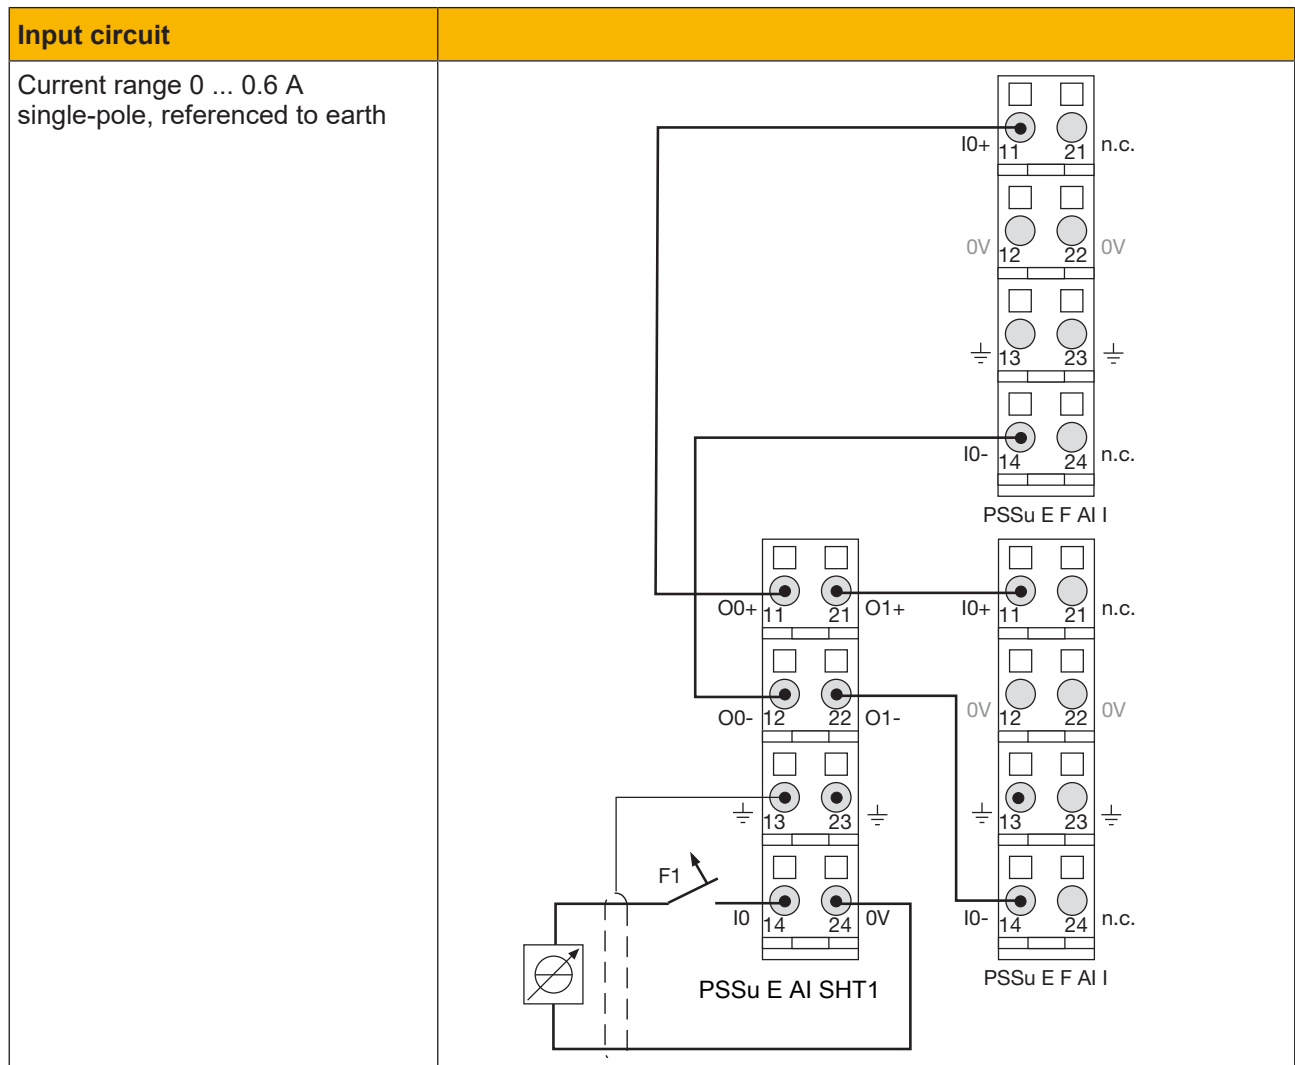 Input circuit
Current range 0 ... 0.6 A
single-pole, referenced to earth
I0+ 11 21 n.c.
0V 12 22 0V
13 23
I0- 14 24 n.c.
PSSu E F AI I
O0+ 11 21 O1+ I0+ 11 21 n.c.
O0- 12 22 O1- 0V 12 22 0V
13 23 13 23
F1
I0 14 24 0V I0- 14 24 n.c.
PSSu E AI SHT1
PSSu E F AI I